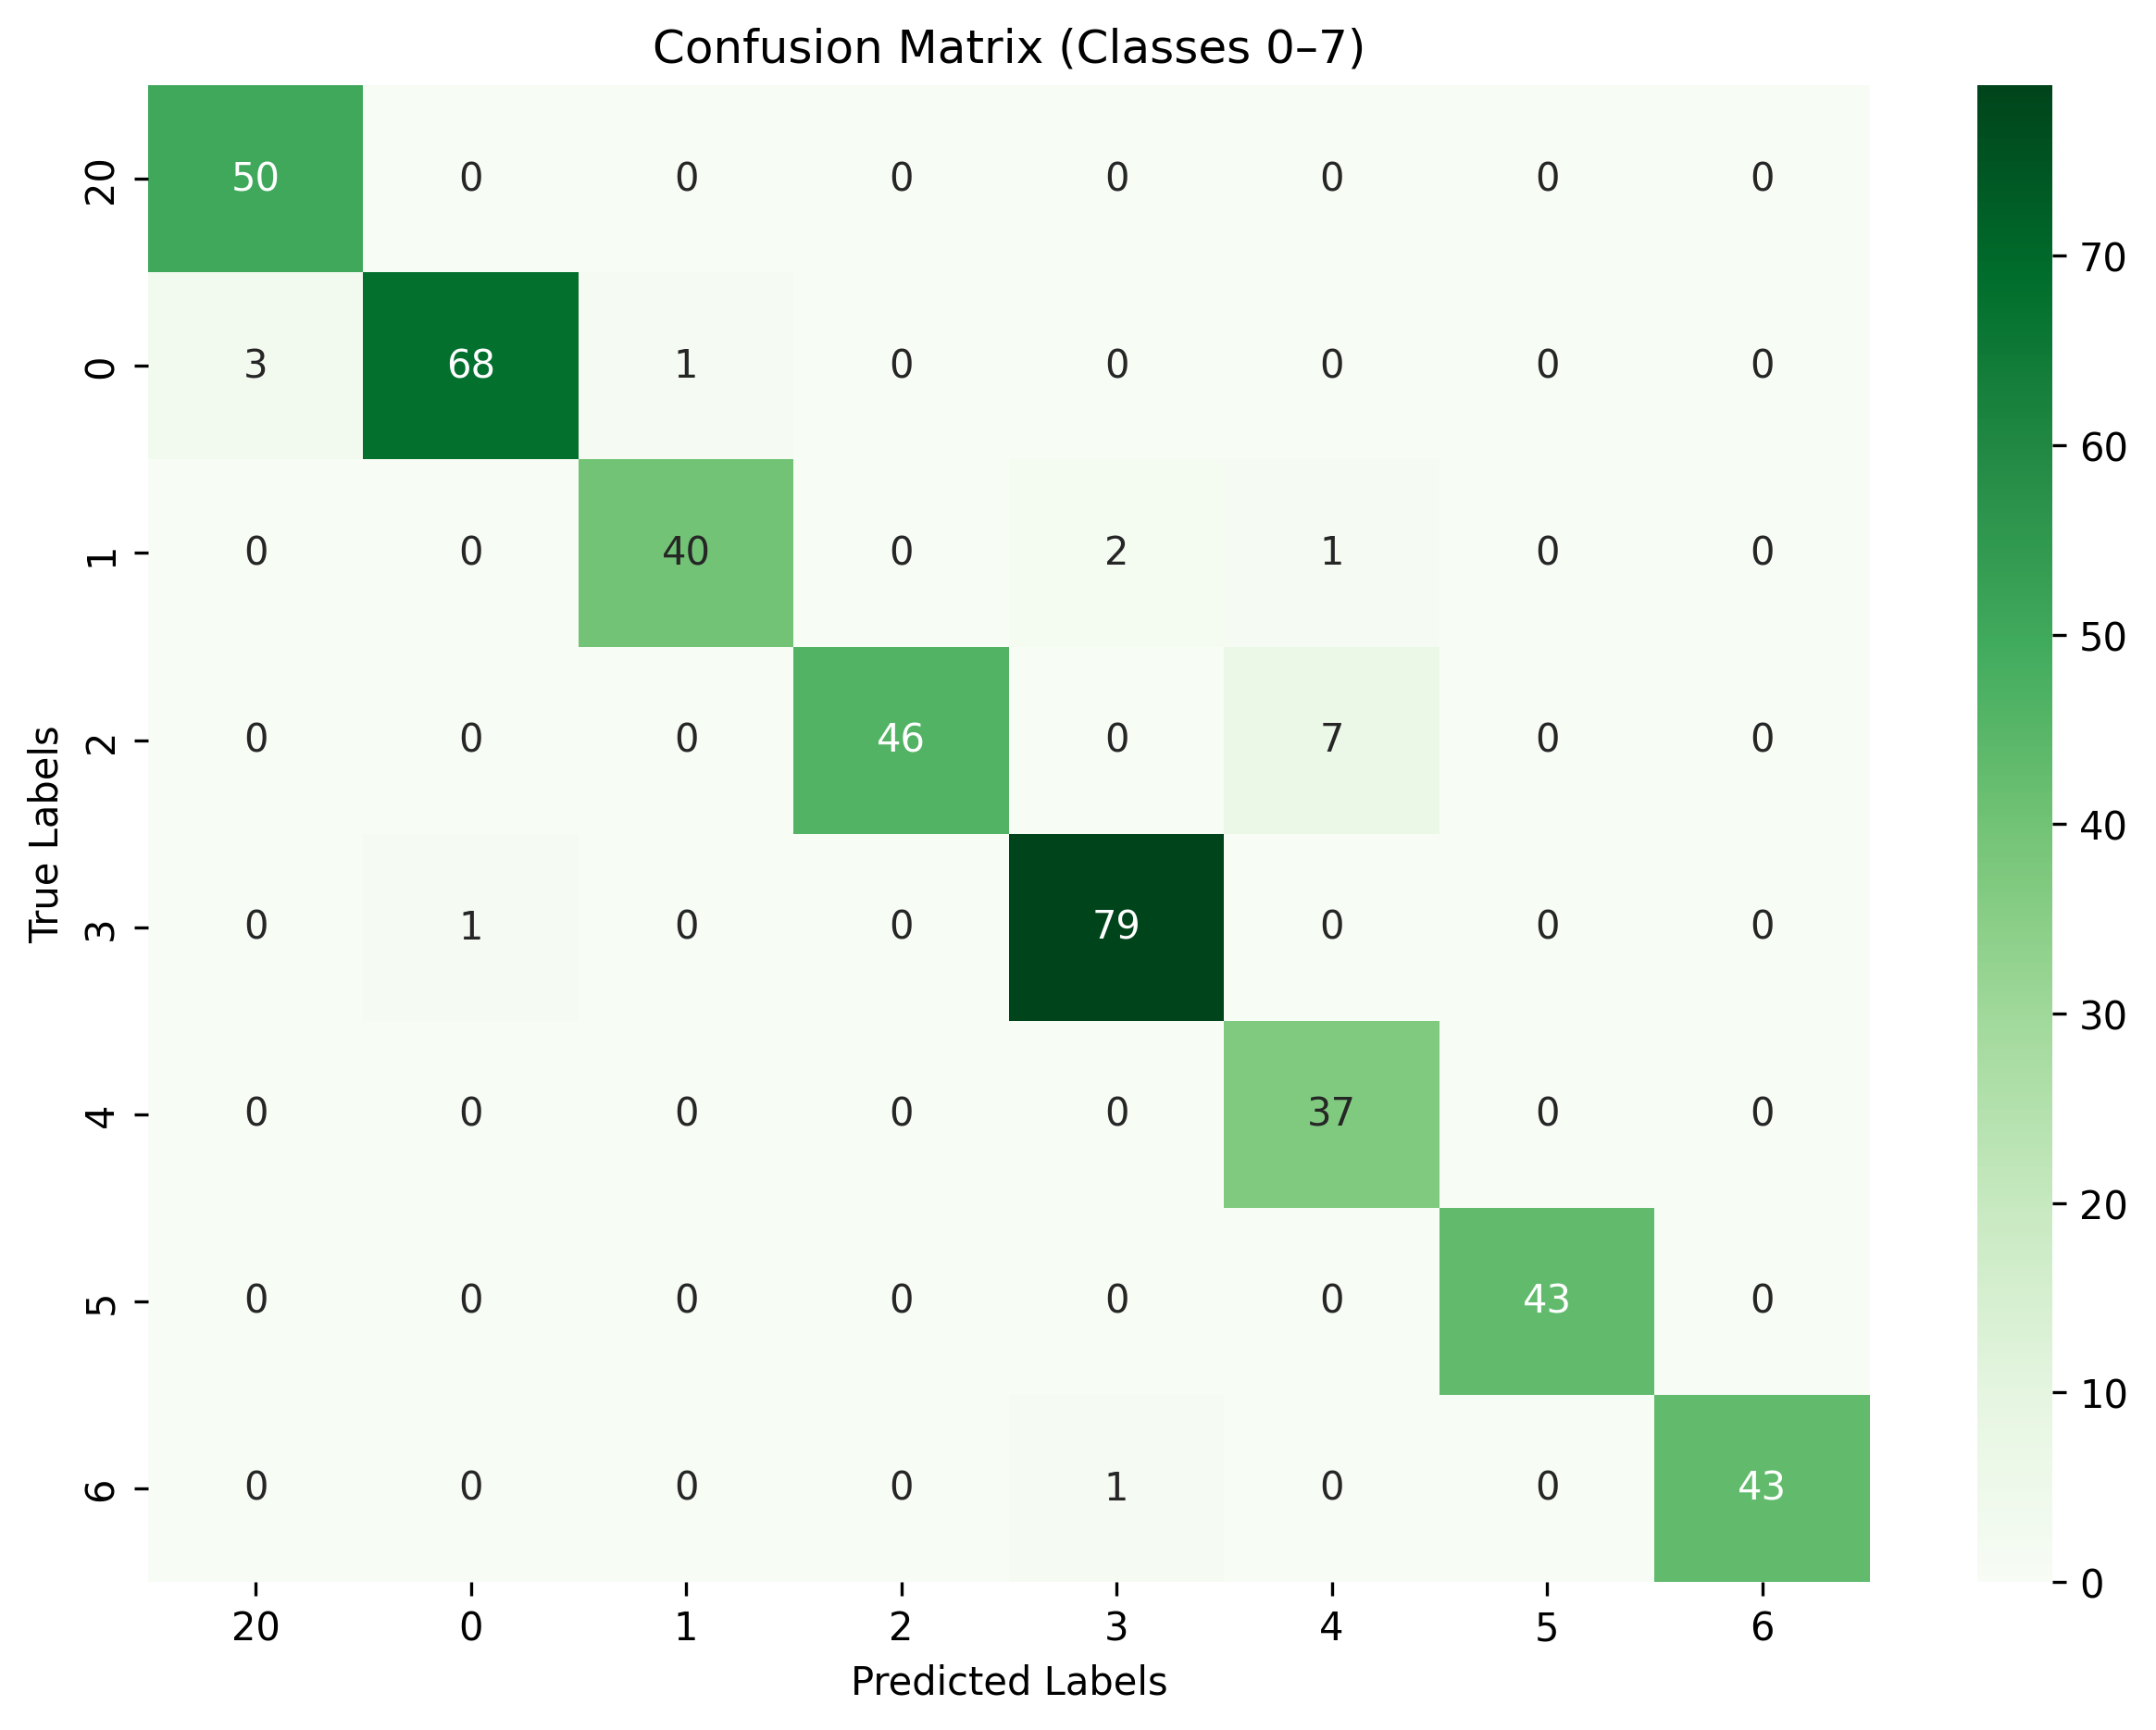 Confusion Matrix (Classes 0–7)
True Labels
20 50 0 0 0 0 0 0 0
0 3 68 1 0 0 0 0 0
1 0 0 40 0 2 1 0 0
2 0 0 0 46 0 7 0 0
3 0 1 0 0 79 0 0 0
4 0 0 0 0 0 37 0 0
5 0 0 0 0 0 0 43 0
6 0 0 0 0 1 0 0 43
20 0 1 2 3 4 5 6
Predicted Labels
70
60
50
40
30
20
10
0